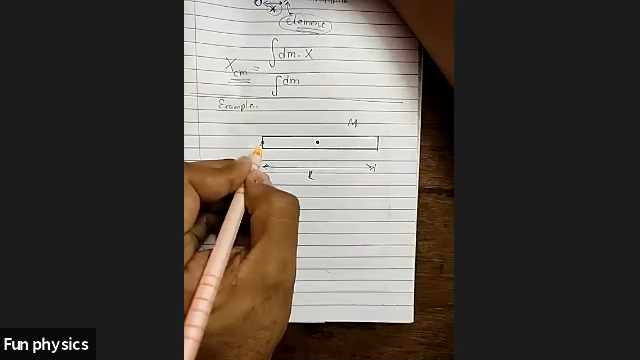 O x
element
Xcm = ∫dm. X
∫dm
Example..
M
l
Fun physics